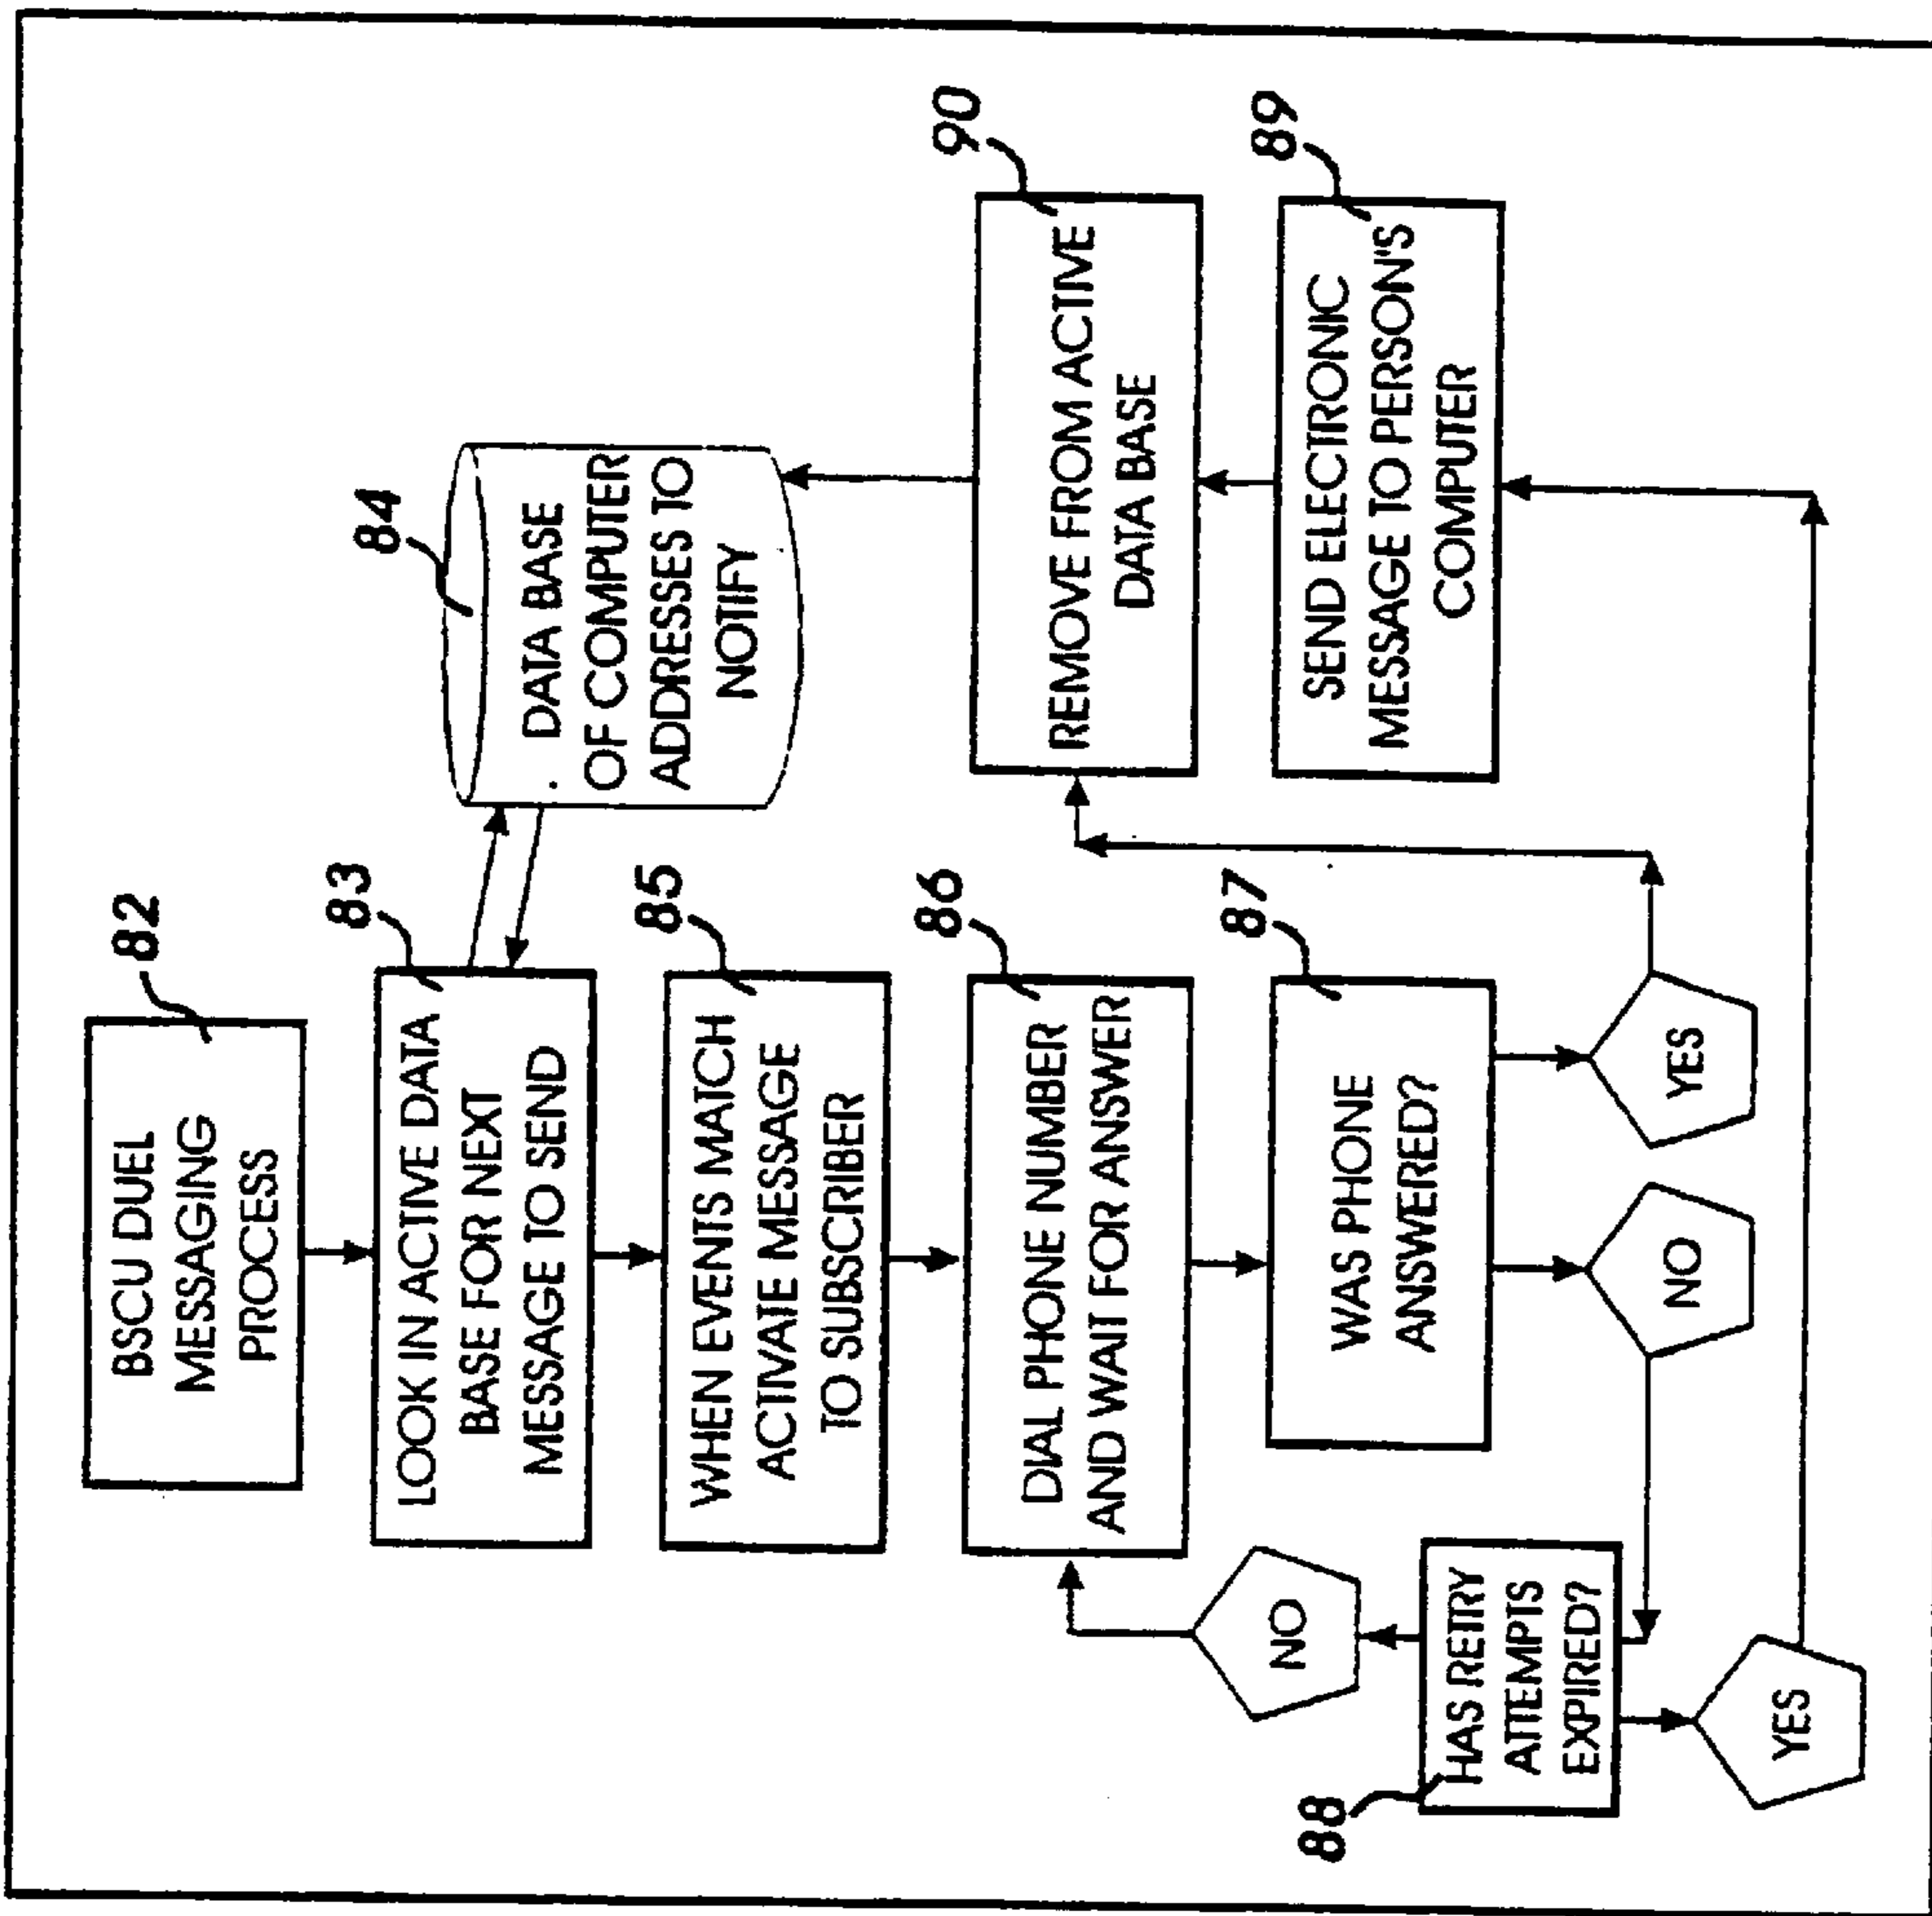 82
BSCU DUEL
MESSAGING
PROCESS
83
LOOK IN ACTIVE DATA
BASE FOR NEXT
MESSAGE TO SEND
84
DATA BASE
OF COMPUTER
ADDRESSES TO
NOTIFY
85
WHEN EVENTS MATCH
ACTIVATE MESSAGE
TO SUBSCRIBER
86
DIAL PHONE NUMBER
AND WAIT FOR ANSWER
87
WAS PHONE
ANSWERED?
NO
YES
88
HAS RETRY
ATTEMPTS
EXPIRED?
NO
YES
90
REMOVE FROM ACTIVE
DATA BASE
89
SEND ELECTRONIC
MESSAGE TO PERSON'S
COMPUTER